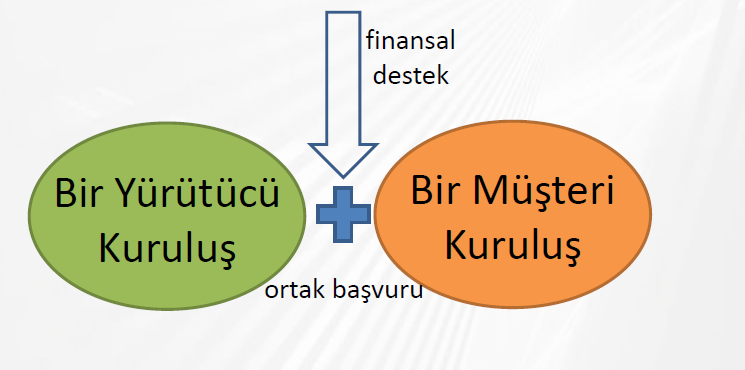 finansal
destek
Bir Yürütücü
Kuruluş
Bir Müşteri
Kuruluş
ortak başvuru